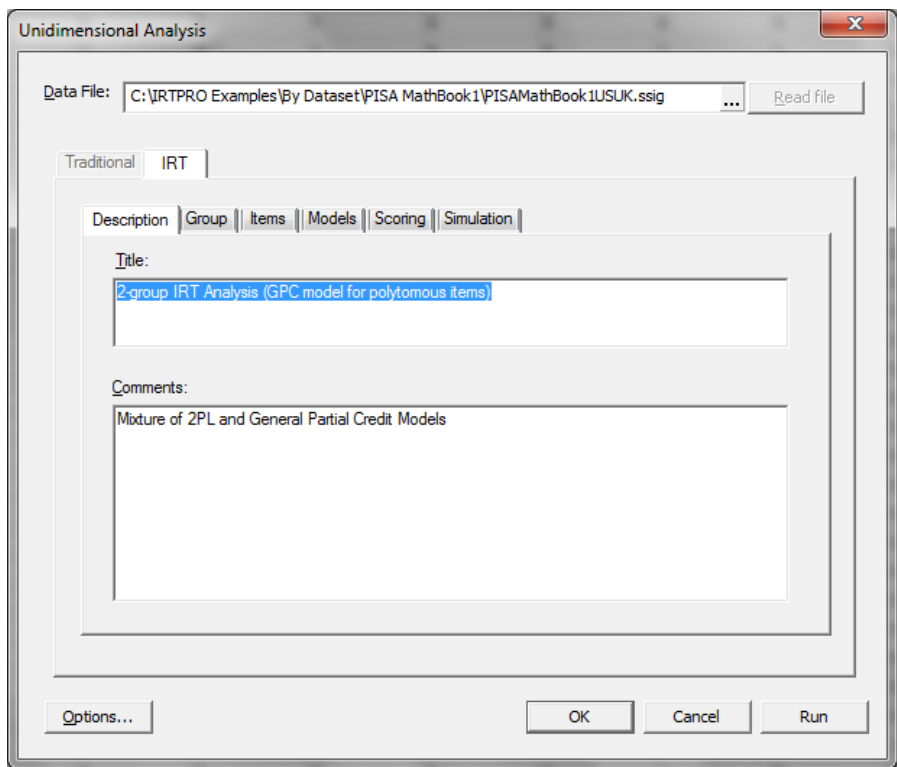 Unidimensional Analysis
x
Data File: C:\IRTPRO Examples\By Dataset\PISA MathBook1\PISAMathBook1USUK.ssig ... Read file
Traditional IRT
Description Group Items Models Scoring Simulation
Title:
2-group IRT Analysis (GPC model for polytomous items)
Comments:
Mixture of 2PL and General Partial Credit Models
Options... OK Cancel Run